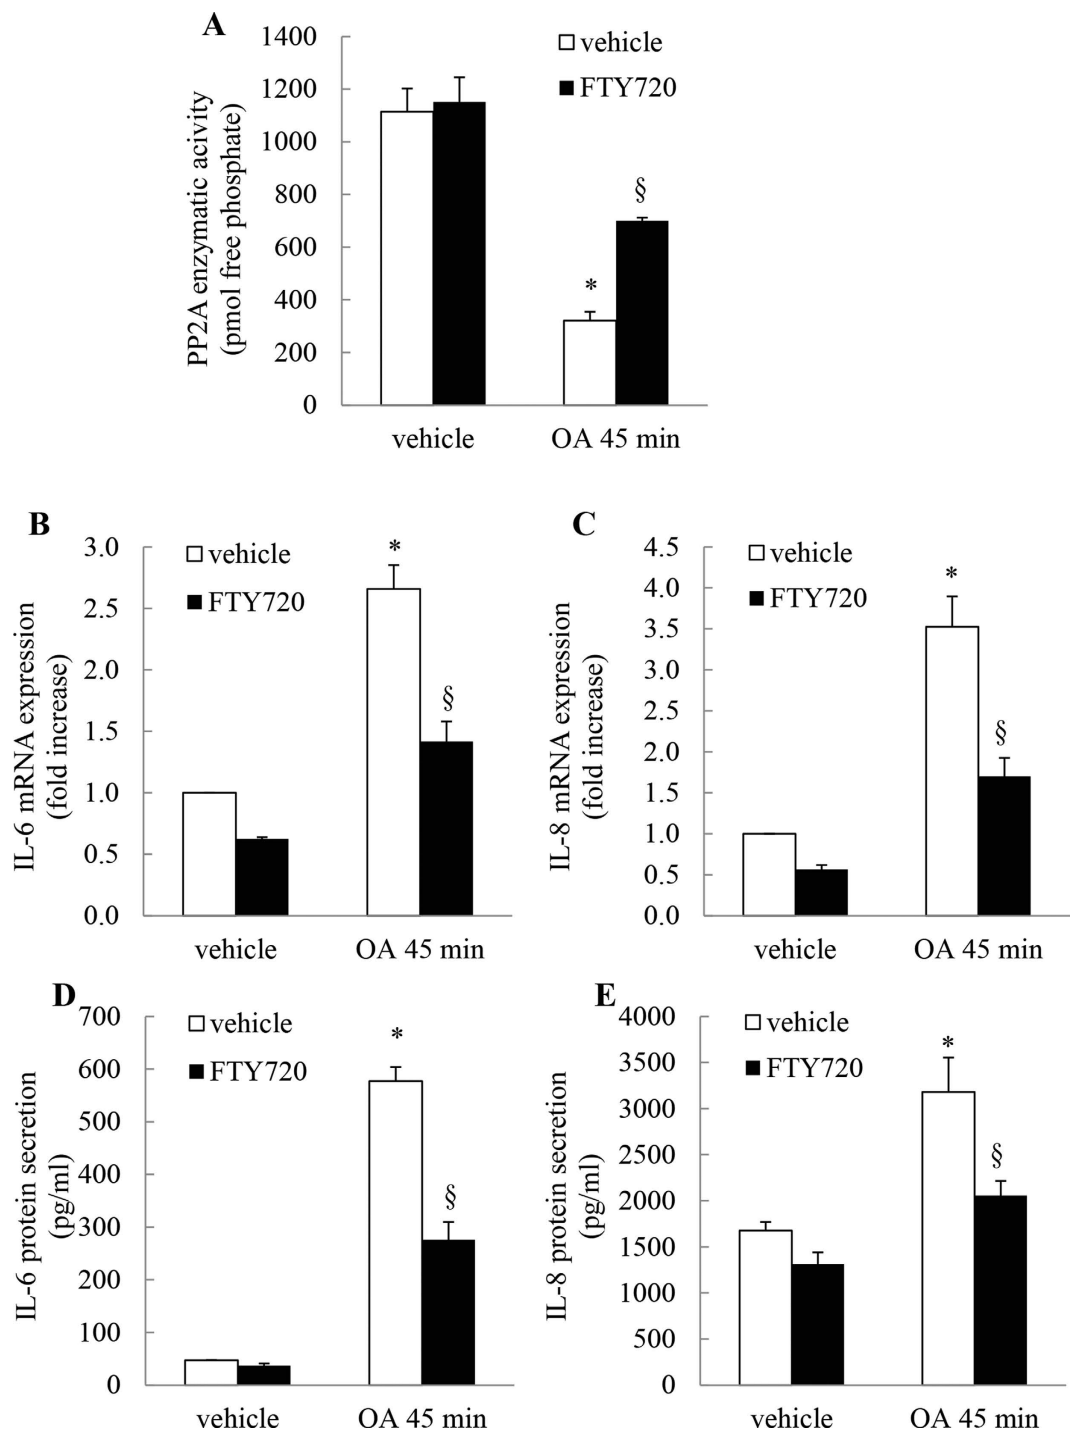 A
PP2A enzymatic acivity
(pmol free phosphate)
1400
1200
1000
800
600
400
200
0
vehicle
FTY720
*
§
vehicle
OA 45 min
B
IL-6 mRNA expression
(fold increase)
3.0
2.5
2.0
1.5
1.0
0.5
0.0
vehicle
FTY720
*
§
vehicle
OA 45 min
C
IL-8 mRNA expression
(fold increase)
4.5
4.0
3.5
3.0
2.5
2.0
1.5
1.0
0.5
0.0
vehicle
FTY720
*
§
vehicle
OA 45 min
D
IL-6 protein secretion
(pg/ml)
700
600
500
400
300
200
100
0
vehicle
FTY720
*
§
vehicle
OA 45 min
E
IL-8 protein secretion
(pg/ml)
4000
3500
3000
2500
2000
1500
1000
500
0
vehicle
FTY720
*
§
vehicle
OA 45 min